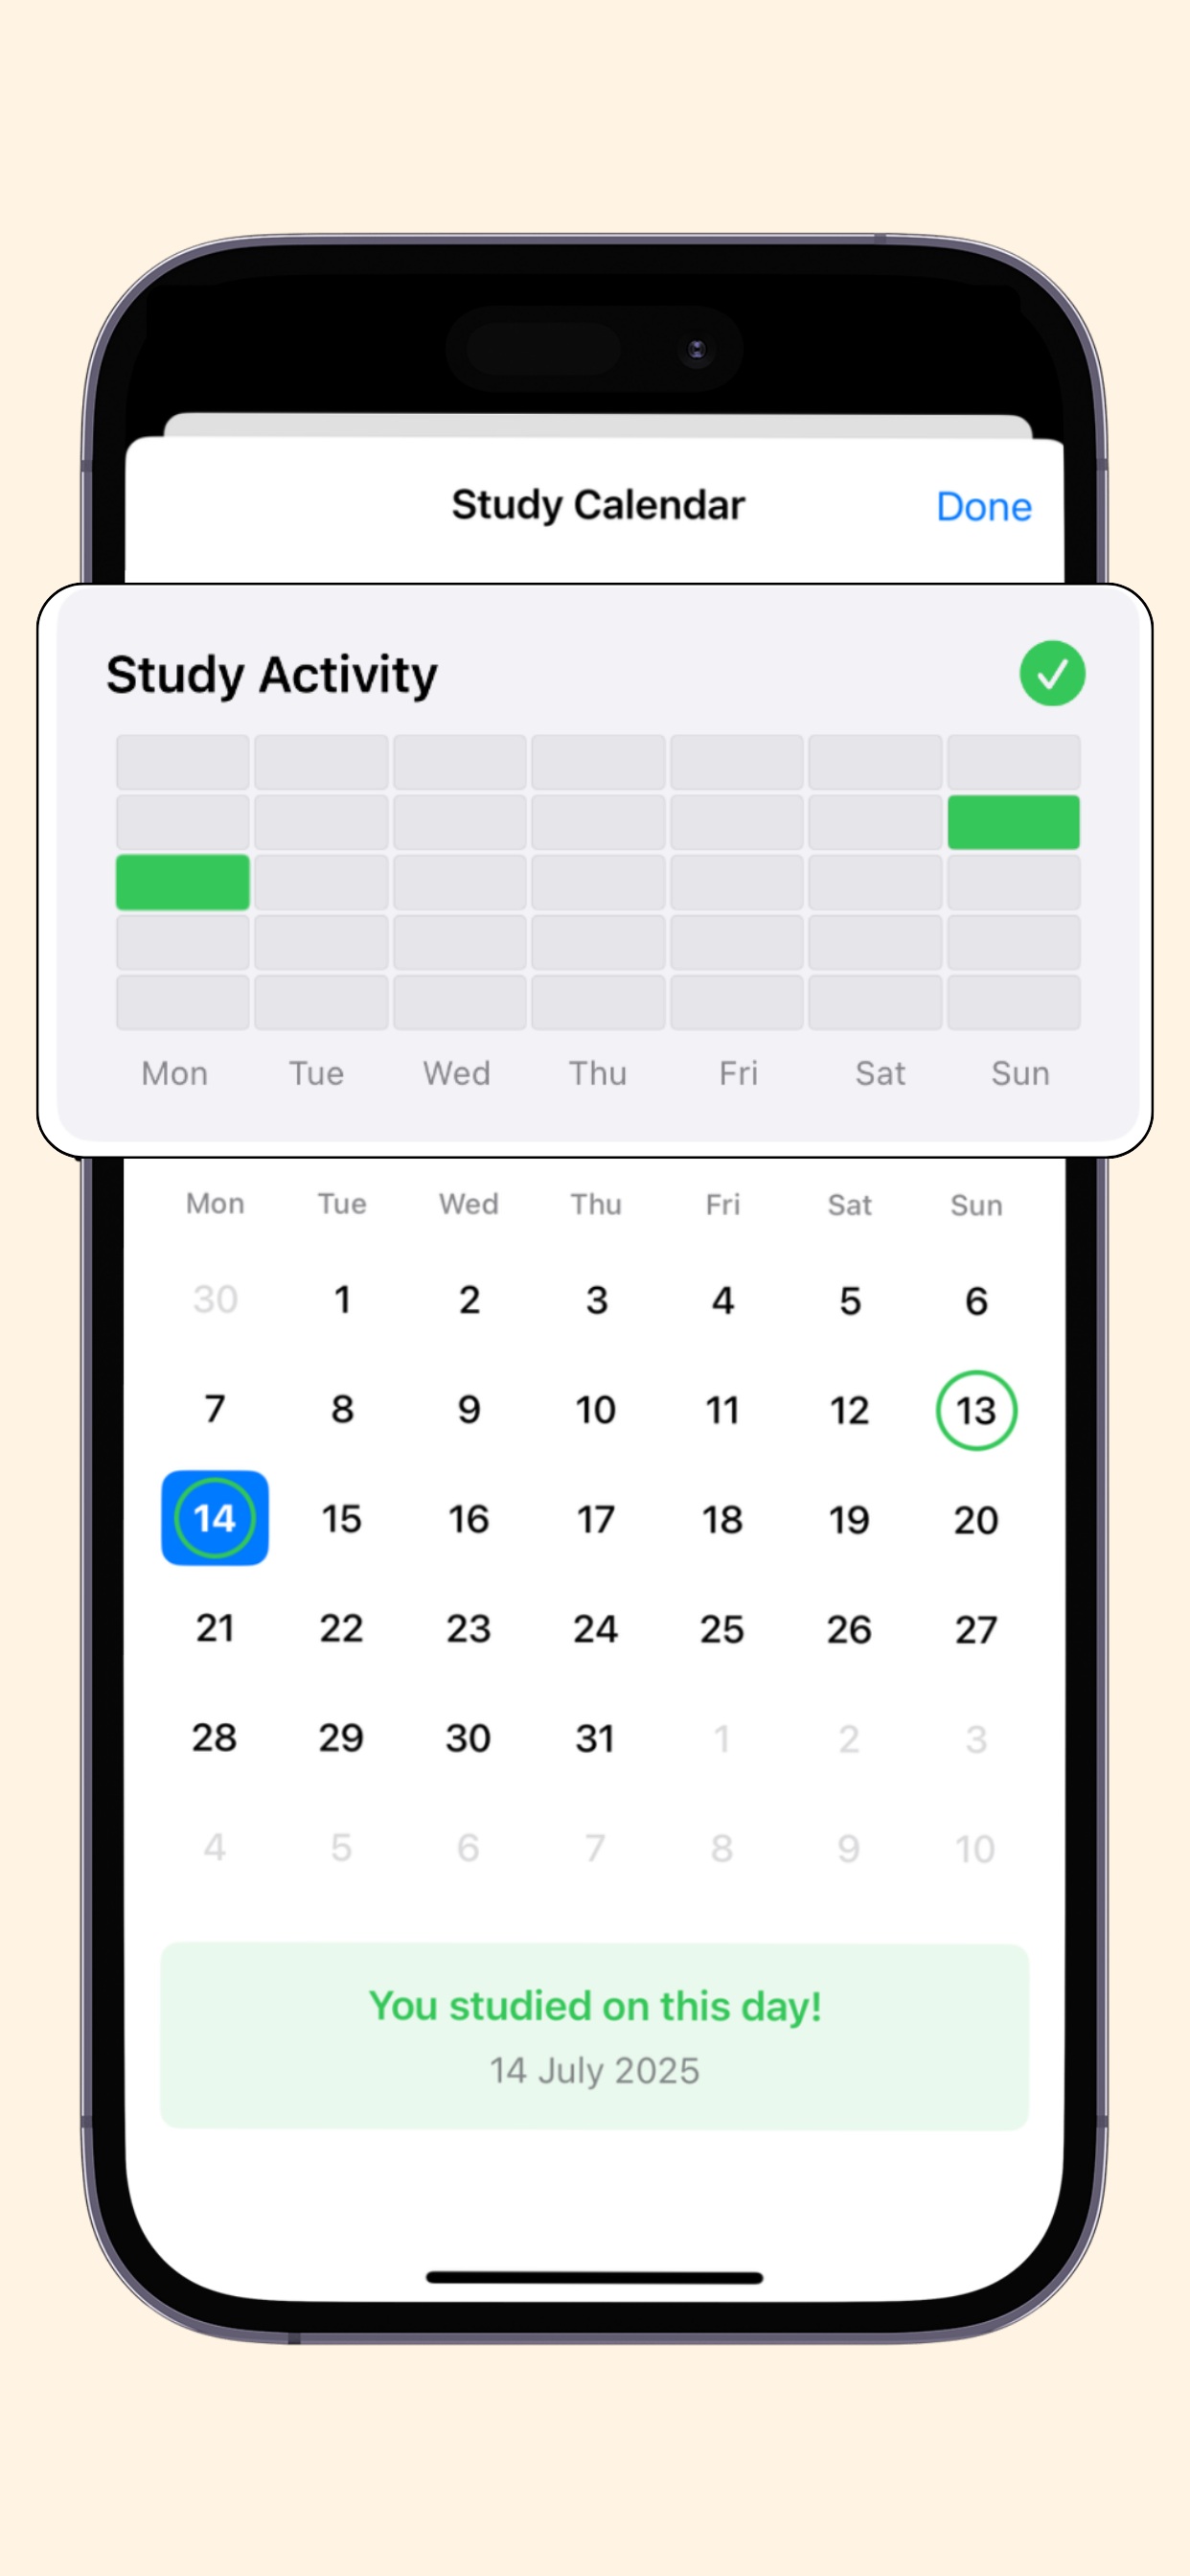 Study Calendar Done
Study Activity
Mon Tue Wed Thu Fri Sat Sun
Mon Tue Wed Thu Fri Sat Sun
30 1 2 3 4 5 6
7 8 9 10 11 12 13
14 15 16 17 18 19 20
21 22 23 24 25 26 27
28 29 30 31 1 2 3
4 5 6 7 8 9 10
You studied on this day!
14 July 2025